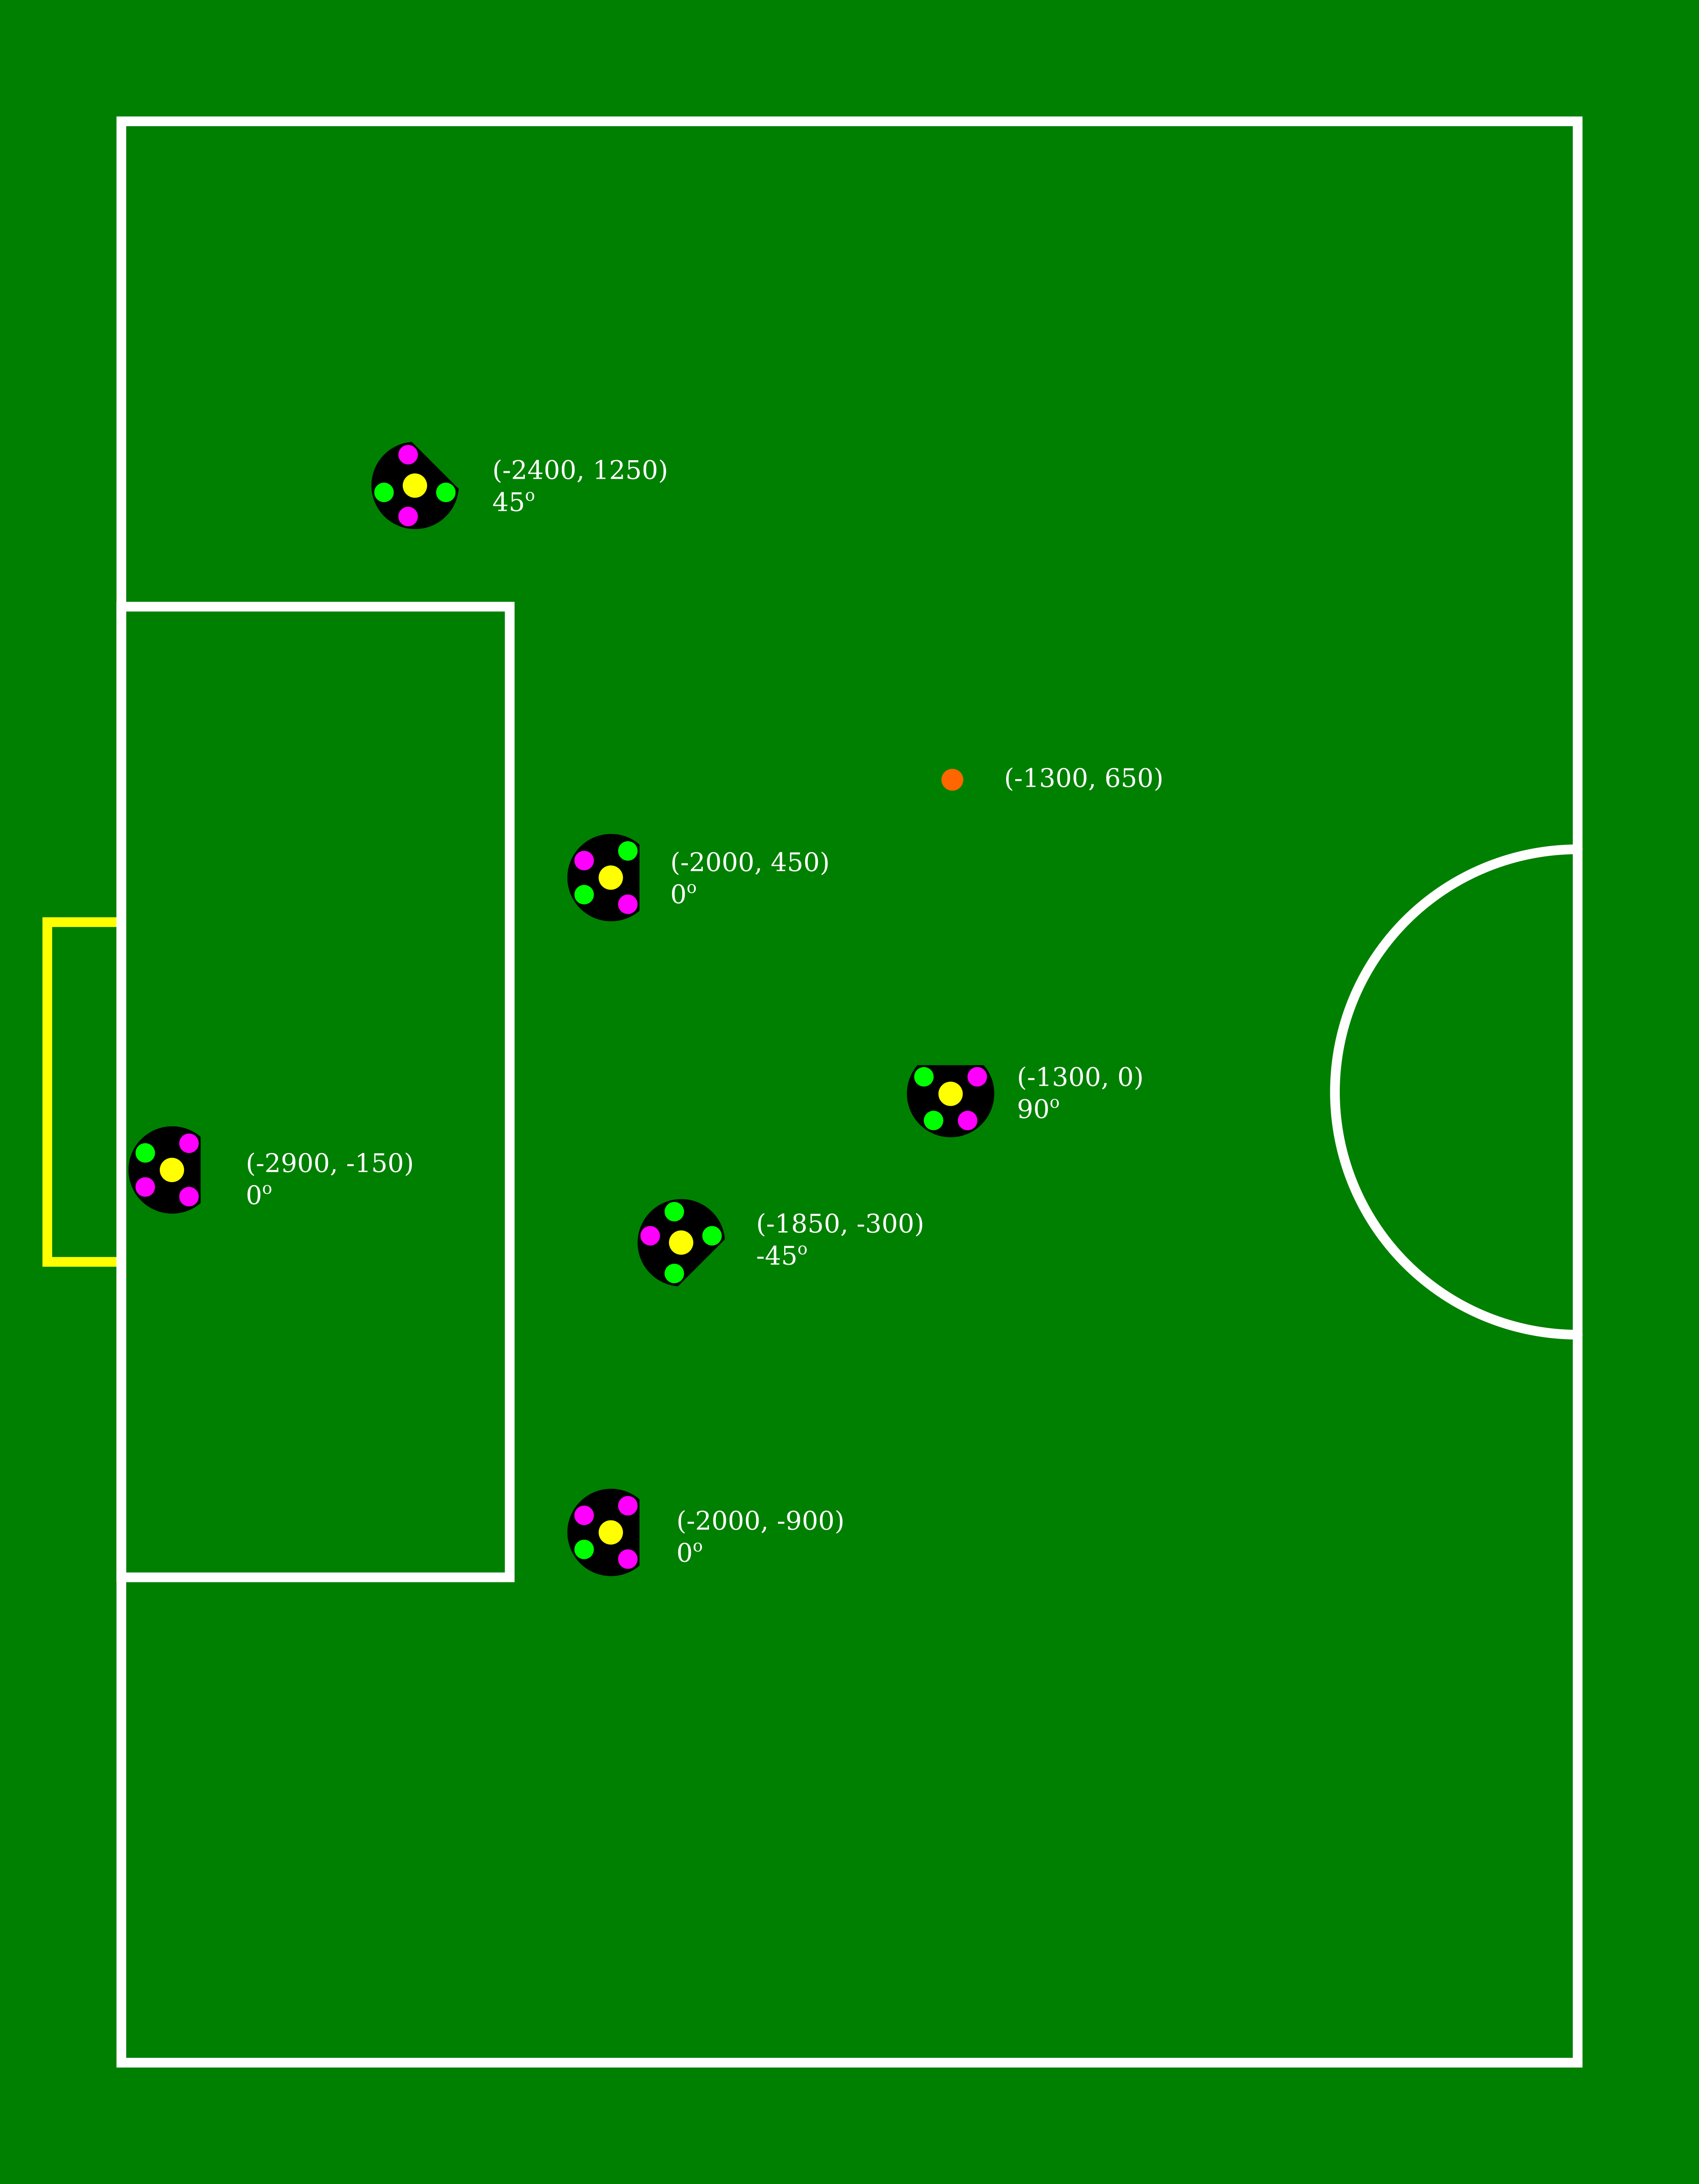 (-2400, 1250)
45º
(-1300, 650)
(-2000, 450)
0º
(-1300, 0)
90º
(-2900, -150)
0º
(-1850, -300)
-45º
(-2000, -900)
0º